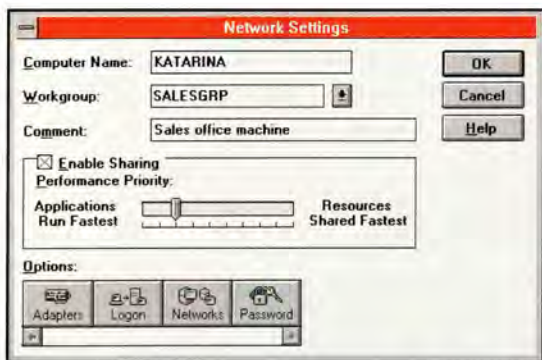 Network Settings
Computer Name: KATARINA
OK
Workgroup: SALESGRP
Cancel
Comment: Sales office machine
Help
Enable Sharing
Performance Priority:
Applications Run Fastest
Resources Shared Fastest
Options:
Adapters
Logon
Networks
Password